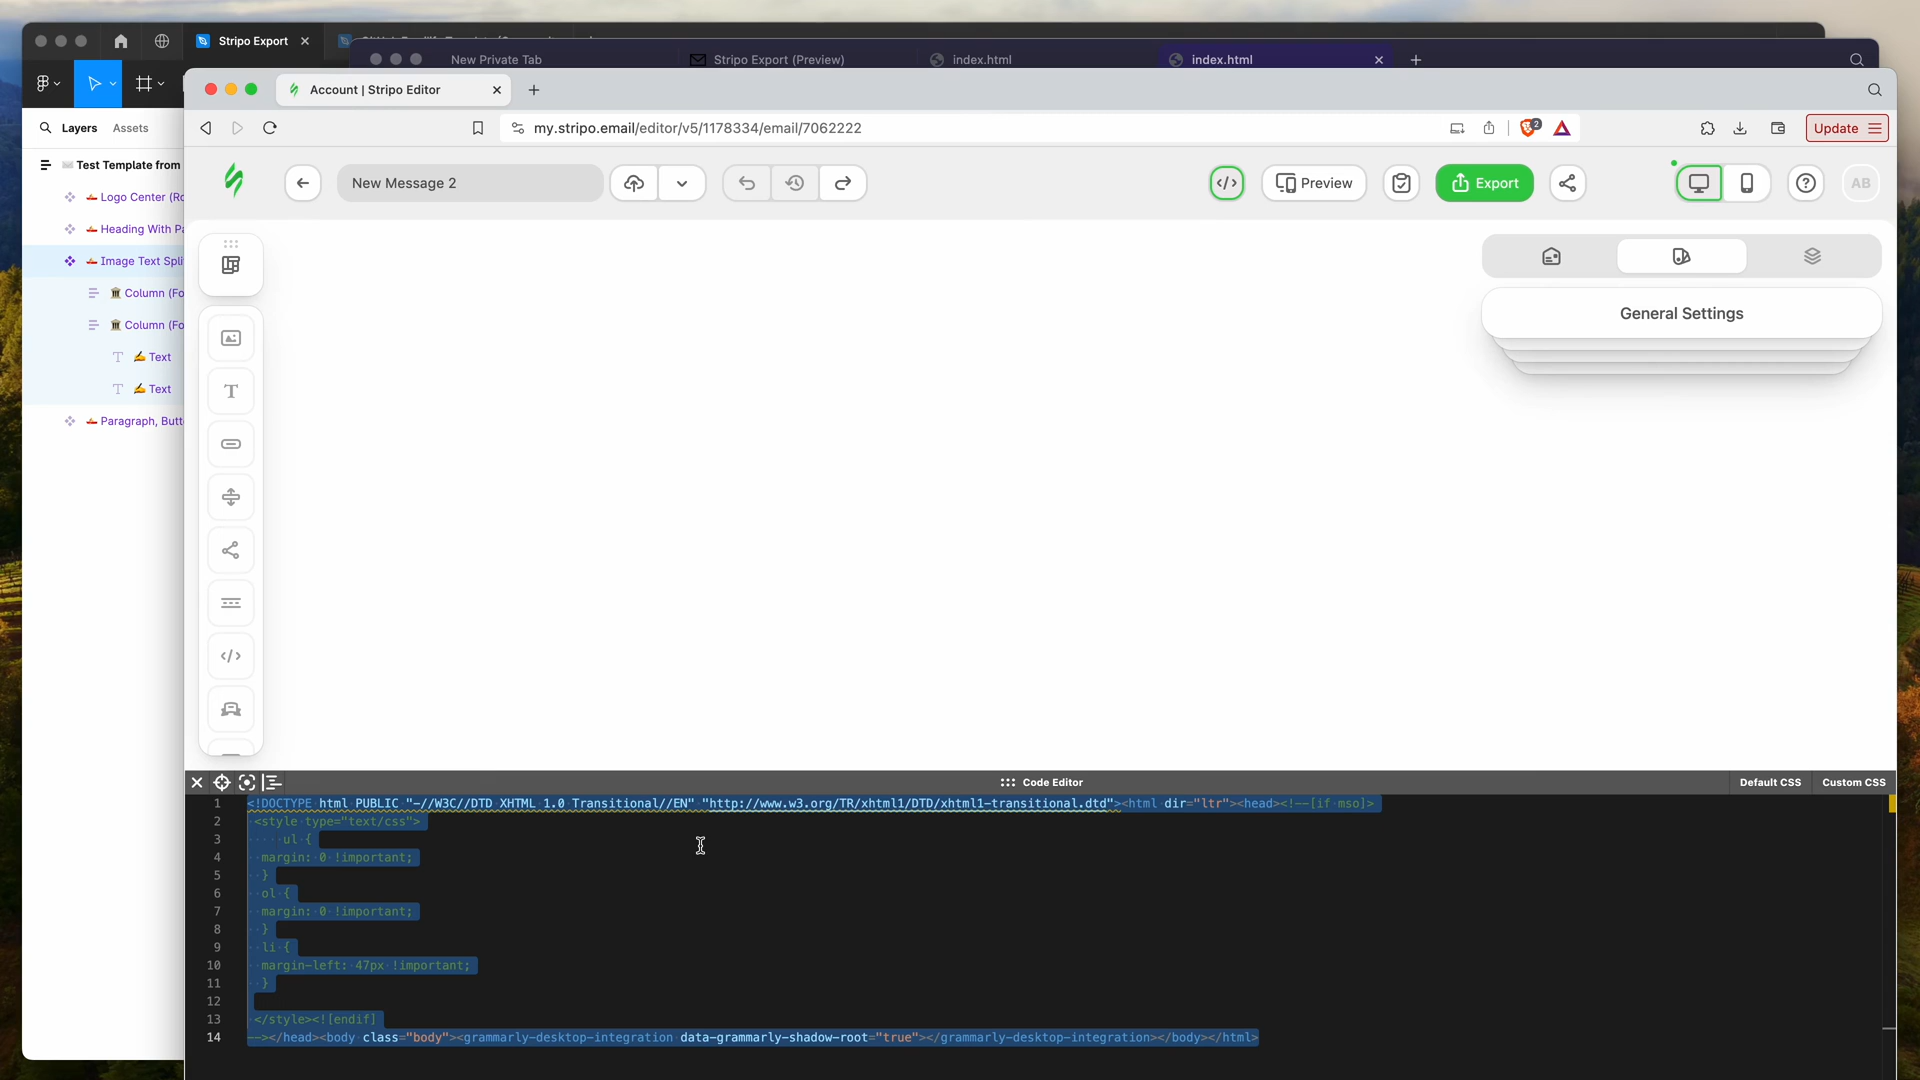 Stripo Export
New Private Tab
Stripo Export (Preview)
index.html
index.html
Account | Stripo Editor
my.stripo.email/editor/v5/1178334/email/7062222
2
Update
Layers
Assets
Test Template from
Logo Center (Ro
Heading With Pa
Image Text Spli
Column (Fo
Column (Fo
Text
Text
Paragraph, Butt
New Message 2
Preview
Export
AB
General Settings
Code Editor
Default CSS
Custom CSS
1 <!DOCTYPE html PUBLIC "-//W3C//DTD XHTML 1.0 Transitional//EN" "http://www.w3.org/TR/xhtml1/DTD/xhtml1-transitional.dtd"><html dir="ltr"><head><!--[if mso]>
2 <style type="text/css">
3 ul {
4 margin: 0 !important;
5 }
6 ol {
7 margin: 0 !important;
8 }
9 li {
10 margin-left: 47px !important;
11 }
12
13 </style><![endif]
14 --></head><body class="body"><grammarly-desktop-integration data-grammarly-shadow-root="true"></grammarly-desktop-integration></body></html>